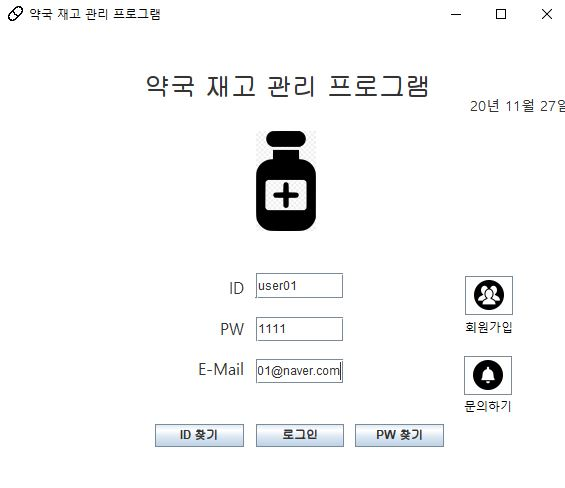 약국 재고 관리 프로그램
약국 재고 관리 프로그램
20년 11월 27일
ID user01
PW 1111
E-Mail 01@naver.com
회원가입
문의하기
ID 찾기 로그인 PW 찾기